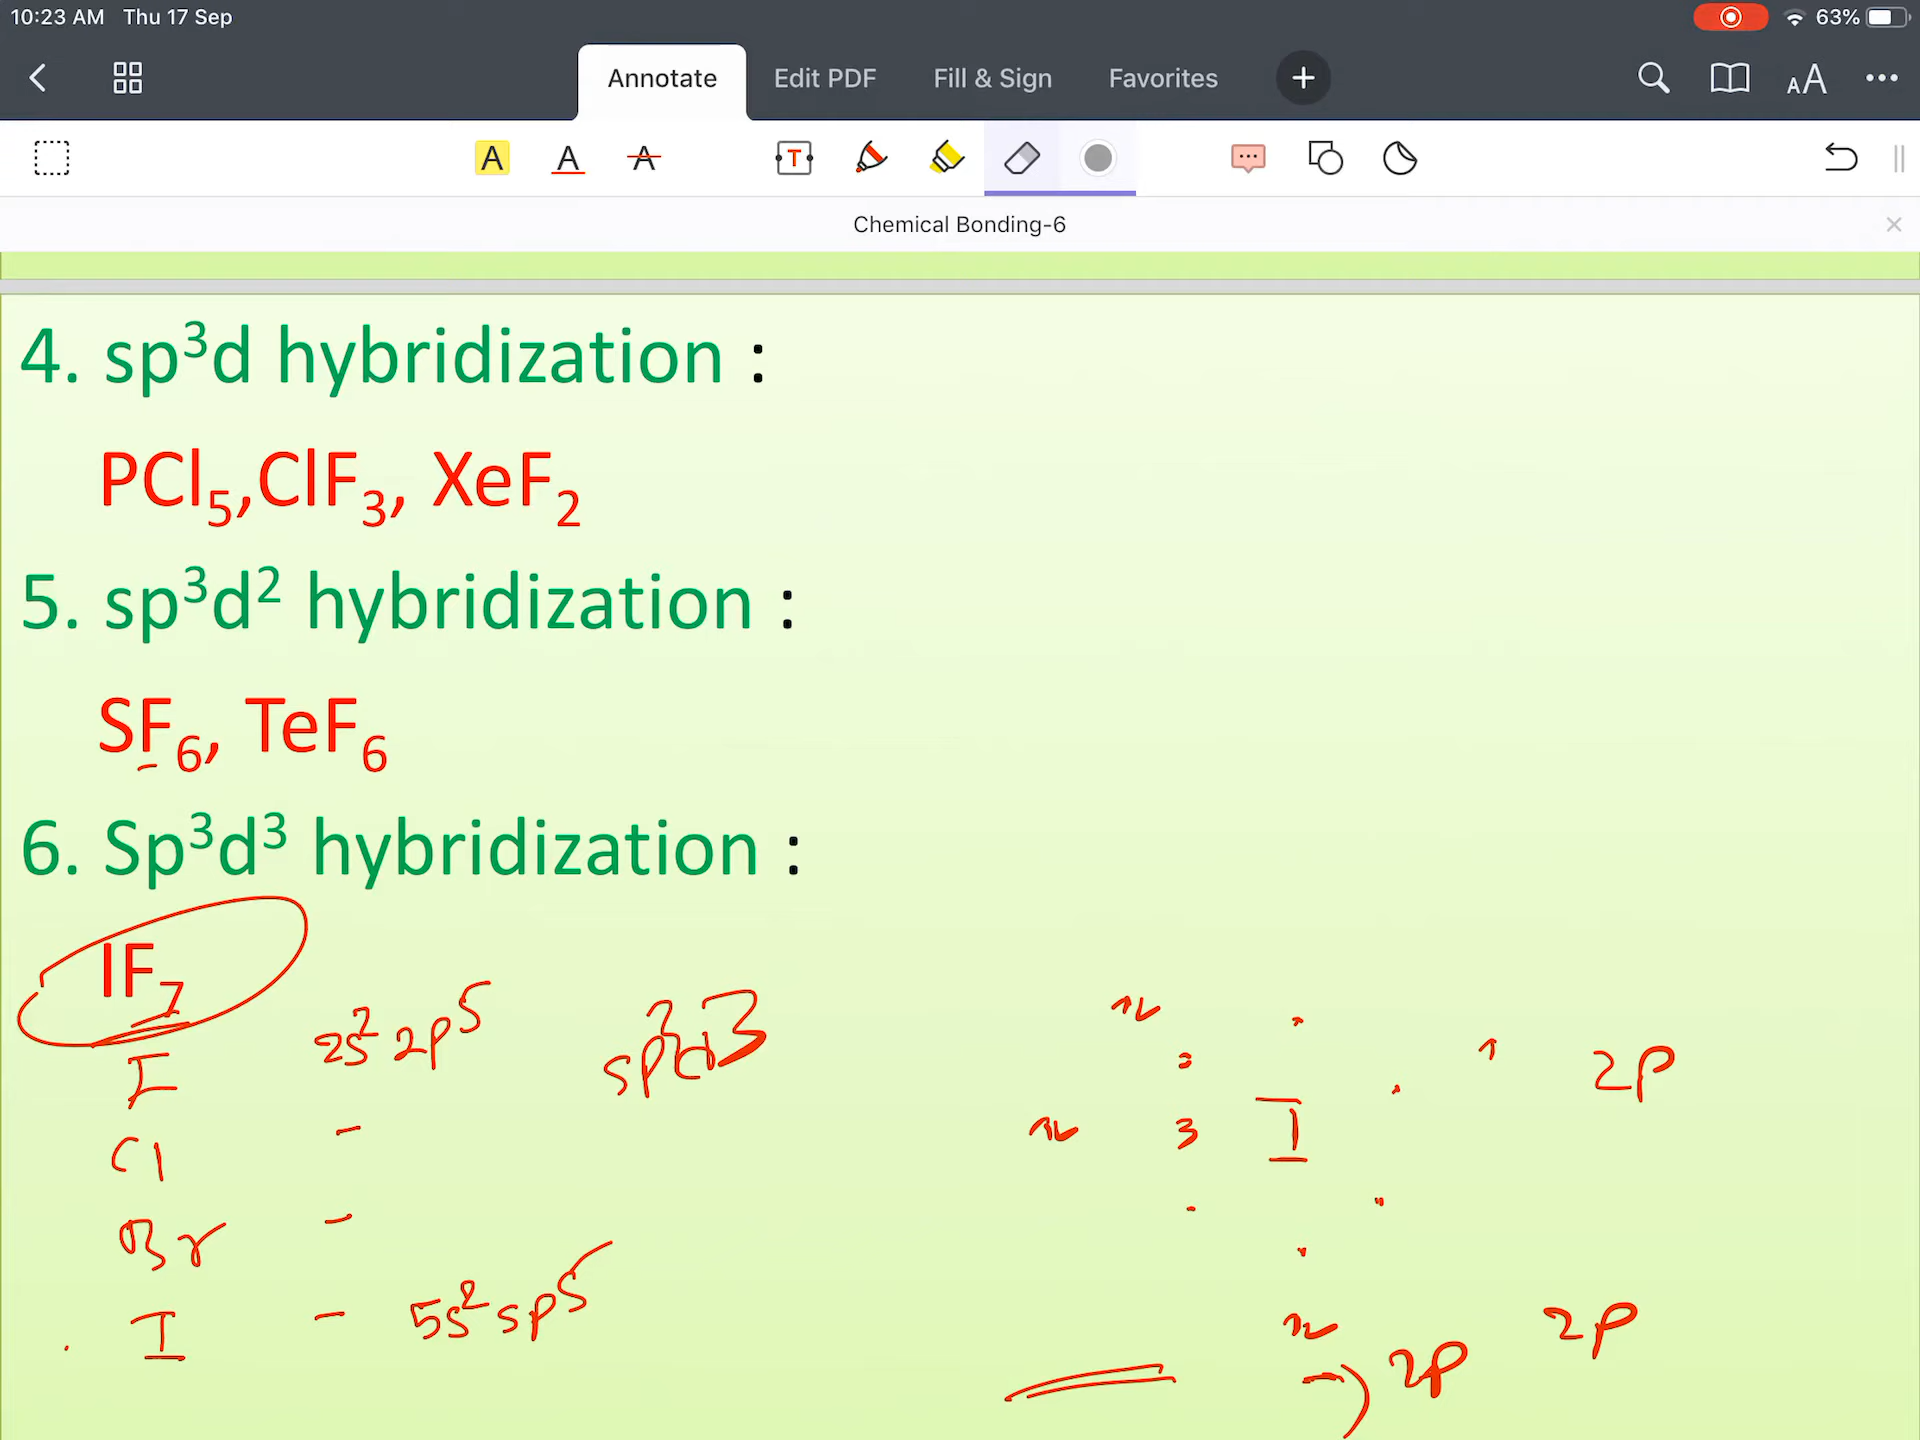 10:23 AM Thu 17 Sep 63%
Annotate Edit PDF Fill & Sign Favorites
Chemical Bonding-6
4. sp³d hybridization :
PCl₅,ClF₃, XeF₂
5. sp³d² hybridization :
SF₆, TeF₆
6. Sp³d³ hybridization :
IF₇
2s² 2p⁵
2p
Cl -
I
Br -
I - 5s² 5p⁵
2p 2p